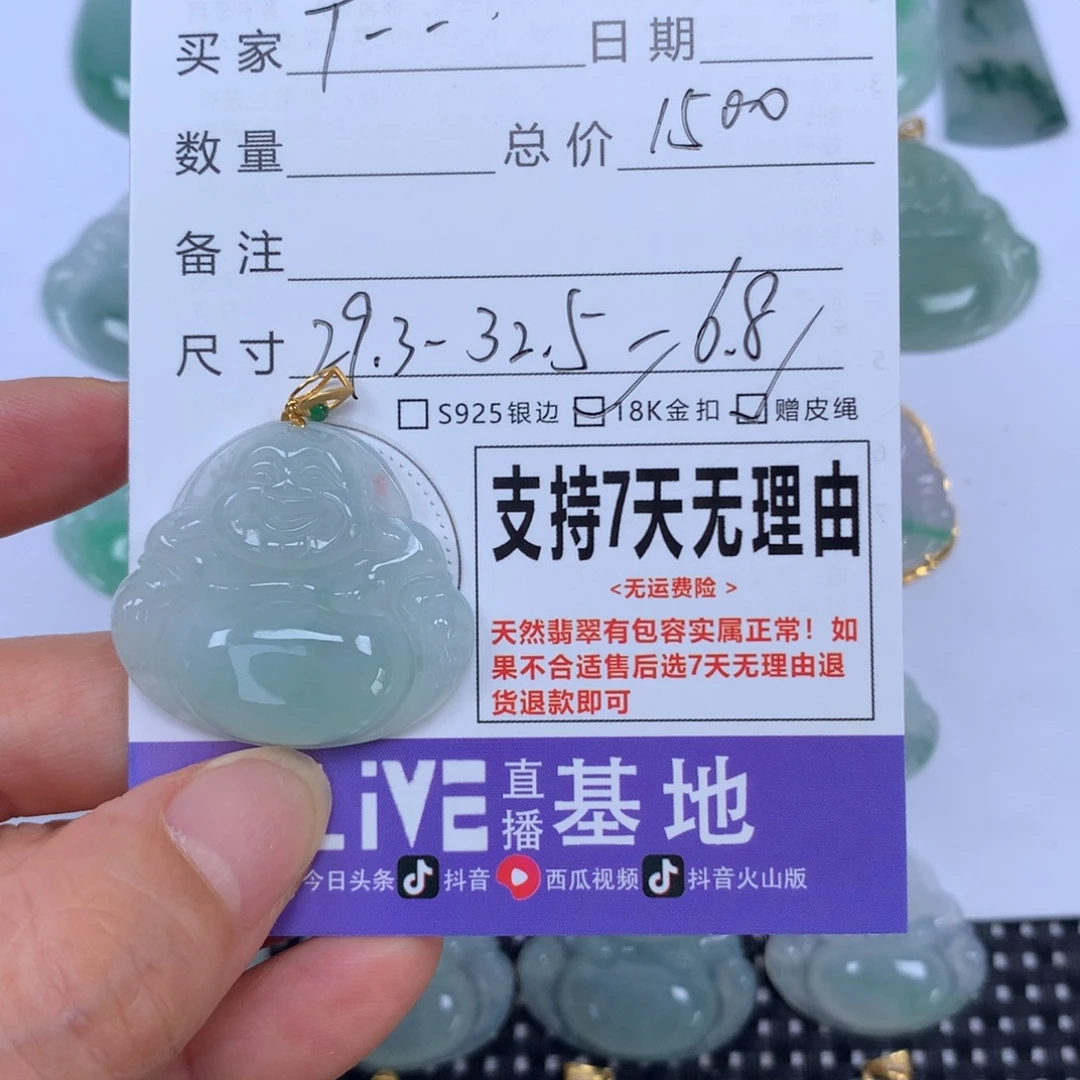 买家 T-- 日期
数量 总价 1500
备注
尺寸 29.3-32.5-6.8
S925银边 18K金扣 赠皮绳
支持7天无理由
<无运费险>
天然翡翠有包容实属正常！如
果不合适售后选7天无理由退
货退款即可
LiVE 直播基地
今日头条 抖音 西瓜视频 抖音火山版